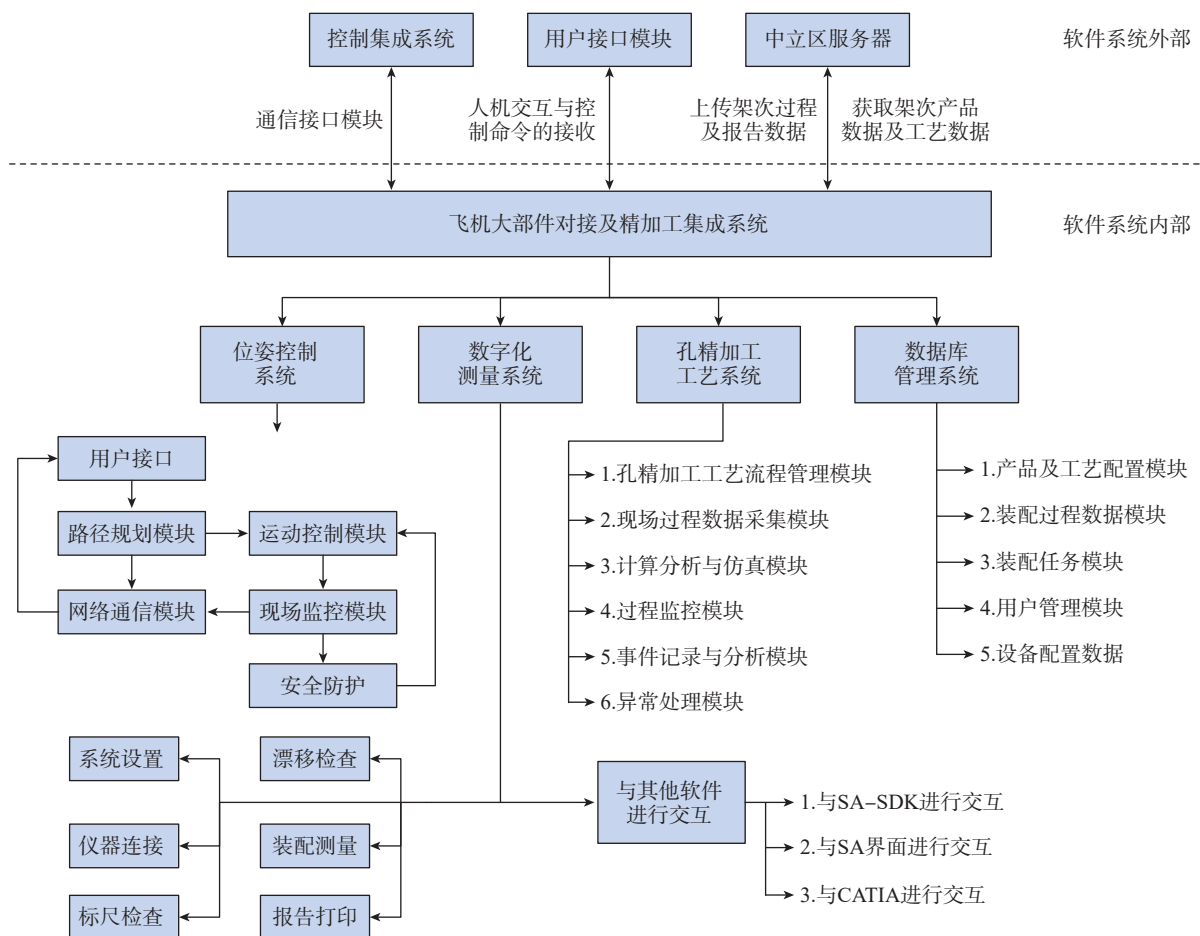 控制集成系统
用户接口模块
中立区服务器
软件系统外部
通信接口模块
人机交互与控
制命令的接收
上传架次过程
及报告数据
获取架次产品
数据及工艺数据
飞机大部件对接及精加工集成系统
软件系统内部
位姿控制
系统
数字化
测量系统
孔精加工
工艺系统
数据库
管理系统
用户接口
路径规划模块
运动控制模块
网络通信模块
现场监控模块
安全防护
1.孔精加工工艺流程管理模块
2.现场过程数据采集模块
3.计算分析与仿真模块
4.过程监控模块
5.事件记录与分析模块
6.异常处理模块
1.产品及工艺配置模块
2.装配过程数据模块
3.装配任务模块
4.用户管理模块
5.设备配置数据
系统设置
漂移检查
仪器连接
装配测量
标尺检查
报告打印
与其他软件
进行交互
1.与SA–SDK进行交互
2.与SA界面进行交互
3.与CATIA进行交互